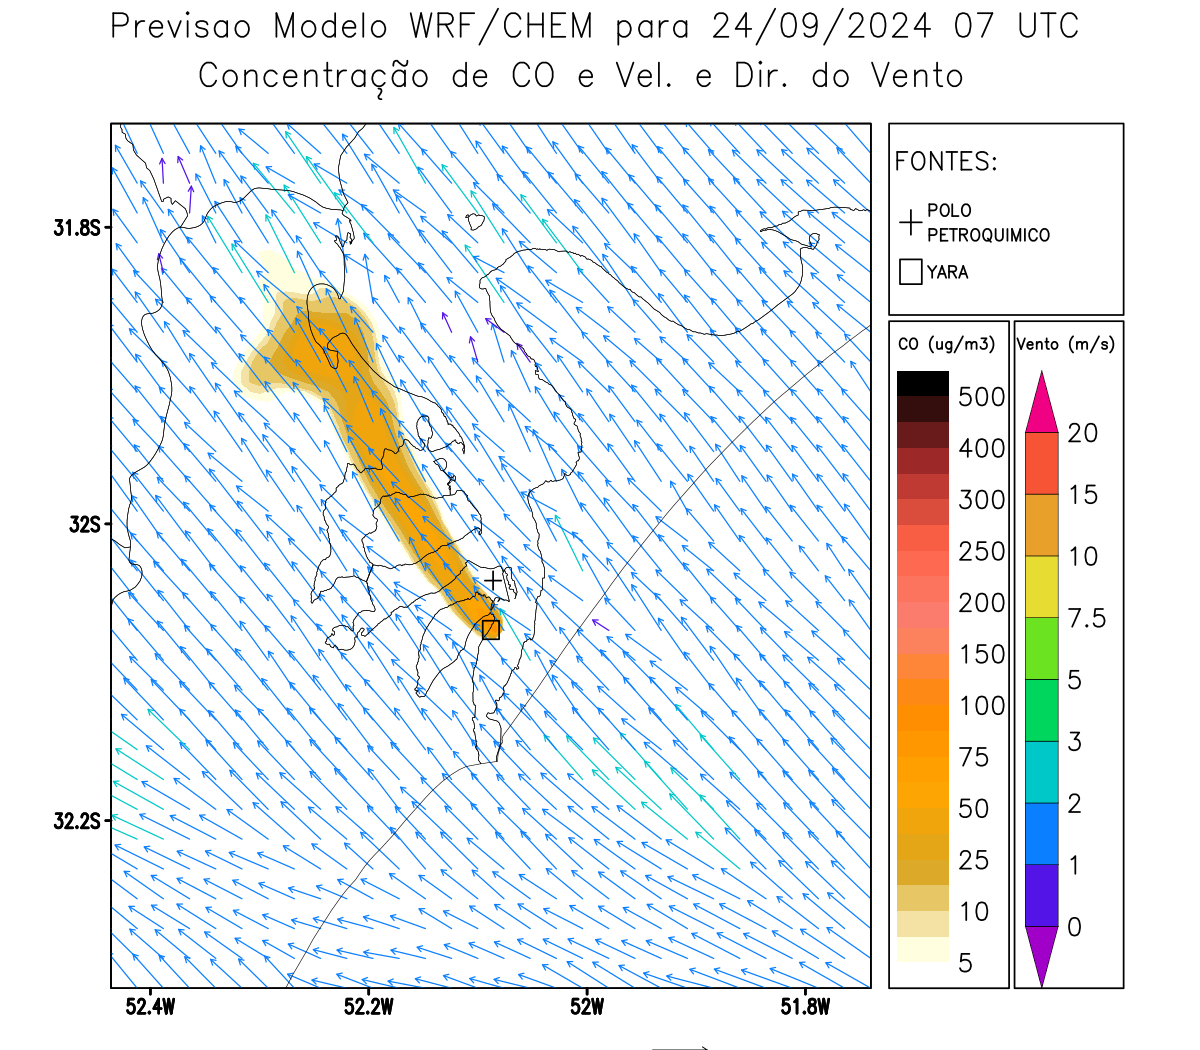 Previsao Modelo WRF/CHEM para 24/09/2024 07 UTC
Concentração de CO e Vel. e Dir. do Vento
FONTES:
POLO
PETROQUIMICO
YARA
CO (ug/m3)
500
400
300
250
200
150
100
75
50
25
10
5
Vento (m/s)
20
15
10
7.5
5
3
2
1
0
31.8S
32S
32.2S
52.4W
52.2W
52W
51.8W